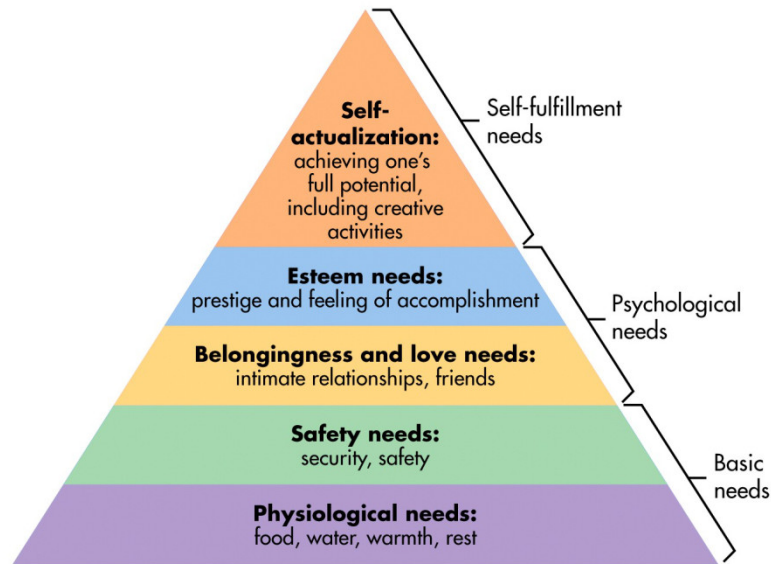 Self-
actualization:
achieving one's
full potential,
including creative
activities
Self-fulfillment
needs
Esteem needs:
prestige and feeling of accomplishment
Psychological
needs
Belongingness and love needs:
intimate relationships, friends
Safety needs:
security, safety
Basic
needs
Physiological needs:
food, water, warmth, rest